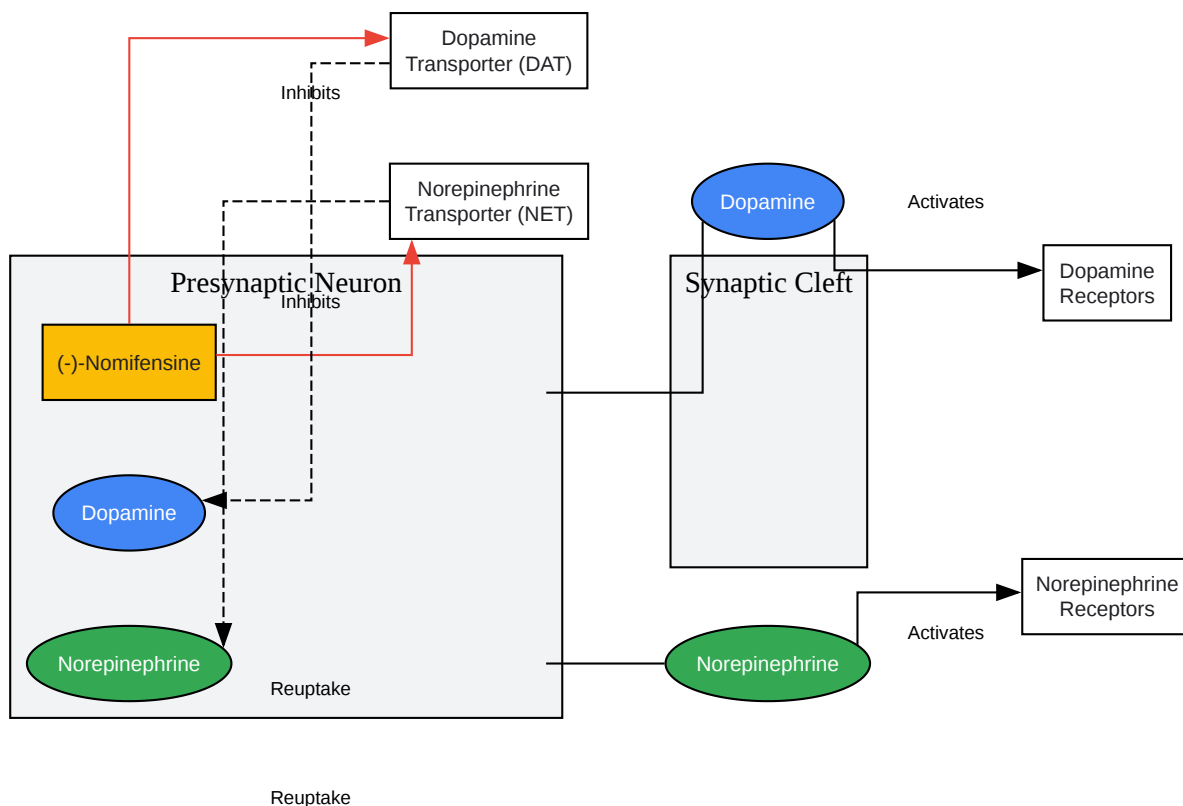 Dopamine
Transporter (DAT)
Inhibits
Norepinephrine
Transporter (NET)
Dopamine
Activates
Presynaptic Neuron
Synaptic Cleft
Dopamine
Receptors
Inhibits
(-)-Nomifensine
Dopamine
Norepinephrine
Receptors
Activates
Norepinephrine
Norepinephrine
Reuptake
Reuptake